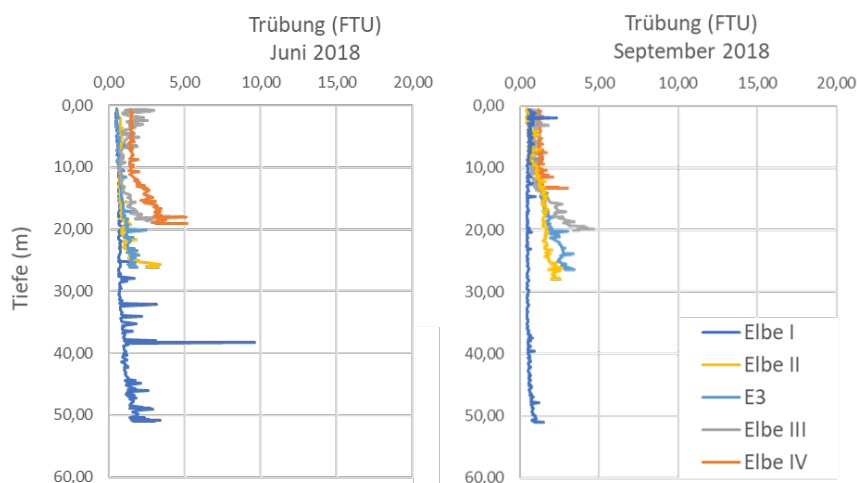 Trübung (FTU)
Juni 2018
0,00 5,00 10,00 15,00 20,00
0,00
10,00
20,00
30,00
40,00
50,00
60,00
Tiefe (m)
Trübung (FTU)
September 2018
0,00 5,00 10,00 15,00 20,00
0,00
10,00
20,00
30,00
40,00
50,00
60.00
Elbe I
Elbe II
E3
Elbe III
Elbe IV